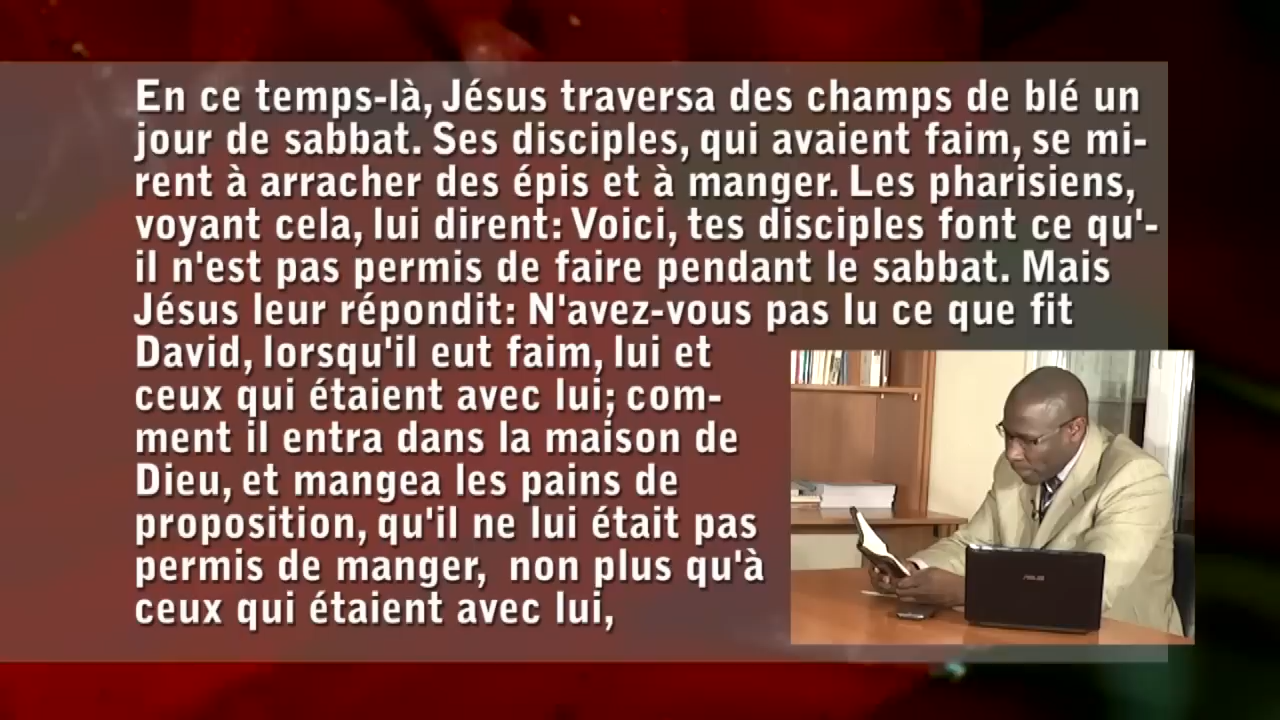 En ce temps-là, Jésus traversa des champs de blé un
jour de sabbat. Ses disciples, qui avaient faim, se mi-
rent à arracher des épis et à manger. Les pharisiens,
voyant cela, lui dirent: Voici, tes disciples font ce qu'-
il n'est pas permis de faire pendant le sabbat. Mais
Jésus leur répondit: N'avez-vous pas lu ce que fit
David, lorsqu'il eut faim, lui et
ceux qui étaient avec lui; com-
ment il entra dans la maison de
Dieu, et mangea les pains de
proposition, qu'il ne lui était pas
permis de manger, non plus qu'à
ceux qui étaient avec lui,
ASUS